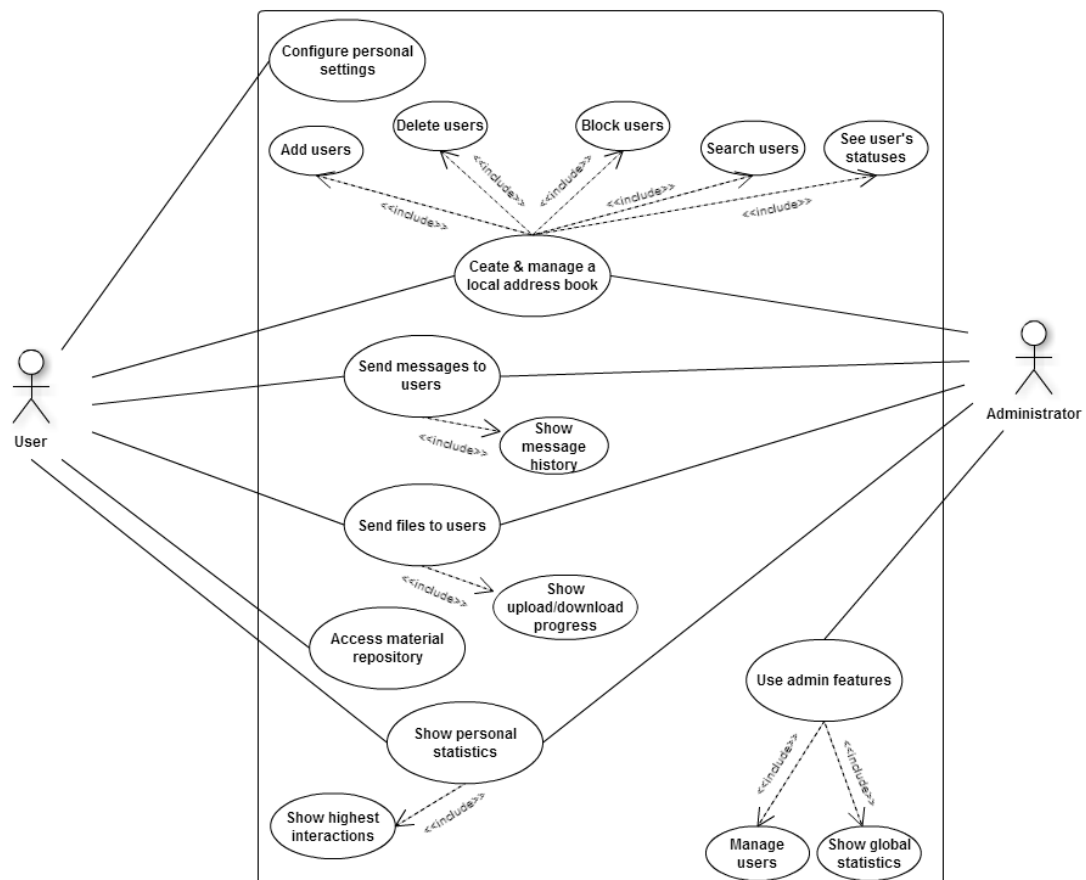 Configure personal
settings
Delete users
Block users
Add users
Search users
See user's
statuses
<<include>>
<<include>>
<<include>>
<<include>>
<<include>>
Ceate & manage a
local address book
Send messages to
users
User
Administrator
<<include>>
Show
message
history
Send files to users
<<include>>
Show
upload/download
progress
Access material
repository
Use admin features
Show personal
statistics
<<include>>
<<include>>
<<include>>
Show highest
interactions
Manage
users
Show global
statistics